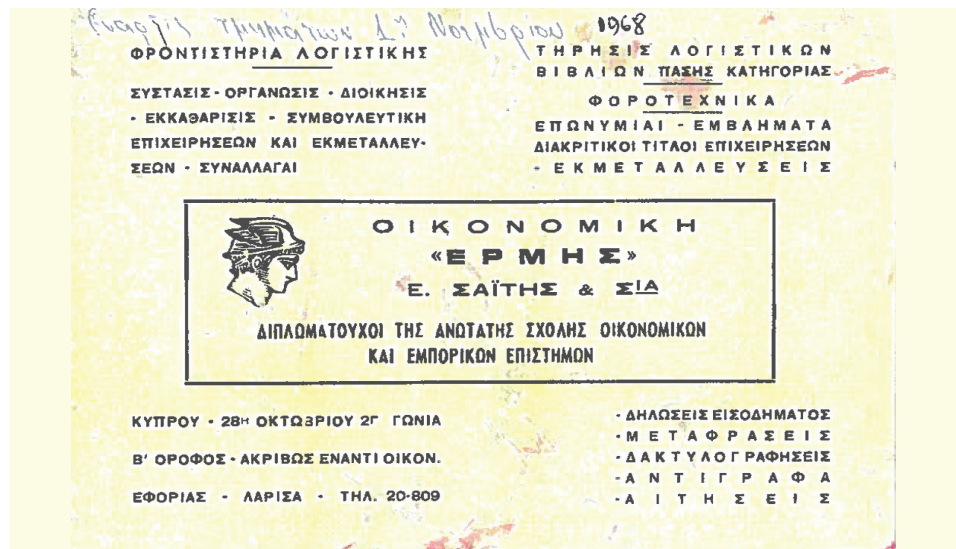 Έναρξις τμημάτων 1η Νοεμβρίου 1968
ΦΡΟΝΤΙΣΤΗΡΙΑ ΛΟΓΙΣΤΙΚΗΣ
ΣΥΣΤΑΣΙΣ - ΟΡΓΑΝΩΣΙΣ - ΔΙΟΙΚΗΣΙΣ
- ΕΚΚΑΘΑΡΙΣΙΣ - ΣΥΜΒΟΥΛΕΥΤΙΚΗ
ΕΠΙΧΕΙΡΗΣΕΩΝ ΚΑΙ ΕΚΜΕΤΑΛΛΕΥ-
ΣΕΩΝ - ΣΥΝΑΛΛΑΓΑΙ
ΤΗΡΗΣΙΣ ΛΟΓΙΣΤΙΚΩΝ
ΒΙΒΛΙΩΝ ΠΑΣΗΣ ΚΑΤΗΓΟΡΙΑΣ
ΦΟΡΟΤΕΧΝΙΚΑ
ΕΠΩΝΥΜΙΑΙ - ΕΜΒΛΗΜΑΤΑ
ΔΙΑΚΡΙΤΙΚΟΙ ΤΙΤΛΟΙ ΕΠΙΧΕΙΡΗΣΕΩΝ
- ΕΚΜΕΤΑΛΛΕΥΣΕΙΣ
ΟΙΚΟΝΟΜΙΚΗ
«ΕΡΜΗΣ»
Ε. ΣΑΪΤΗΣ & ΣΙΑ
ΔΙΠΛΩΜΑΤΟΥΧΟΙ ΤΗΣ ΑΝΩΤΑΤΗΣ ΣΧΟΛΗΣ ΟΙΚΟΝΟΜΙΚΩΝ
ΚΑΙ ΕΜΠΟΡΙΚΩΝ ΕΠΙΣΤΗΜΩΝ
ΚΥΠΡΟΥ - 28Η ΟΚΤΩΒΡΙΟΥ 2Γ ΓΩΝΙΑ
Β' ΟΡΟΦΟΣ - ΑΚΡΙΒΩΣ ΕΝΑΝΤΙ ΟΙΚΟΝ.
ΕΦΟΡΙΑΣ - ΛΑΡΙΣΑ - ΤΗΛ. 20-809
- ΔΗΛΩΣΕΙΣ ΕΙΣΟΔΗΜΑΤΟΣ
- ΜΕΤΑΦΡΑΣΕΙΣ
- ΔΑΚΤΥΛΟΓΡΑΦΗΣΕΙΣ
- ΑΝΤΙΓΡΑΦΑ
- ΑΙΤΗΣΕΙΣ